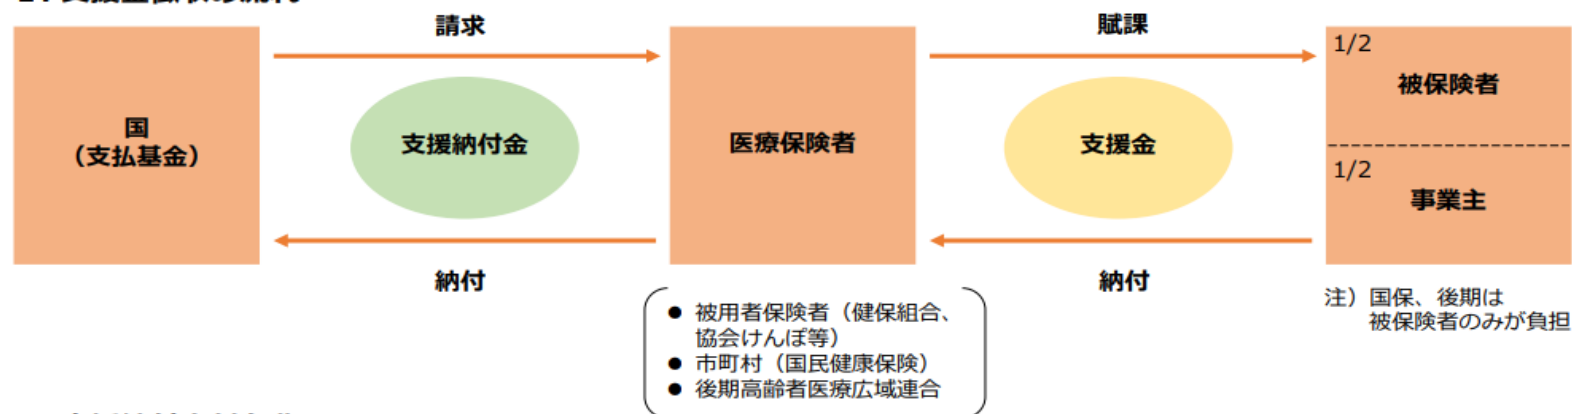 請求
賦課
国
（支払基金）
支援納付金
医療保険者
支援金
1/2
被保険者
1/2
事業主
納付
納付
● 被用者保険者（健保組合、
協会けんぽ等）
● 市町村（国民健康保険）
● 後期高齢者医療広域連合
注）国保、後期は
被保険者のみが負担